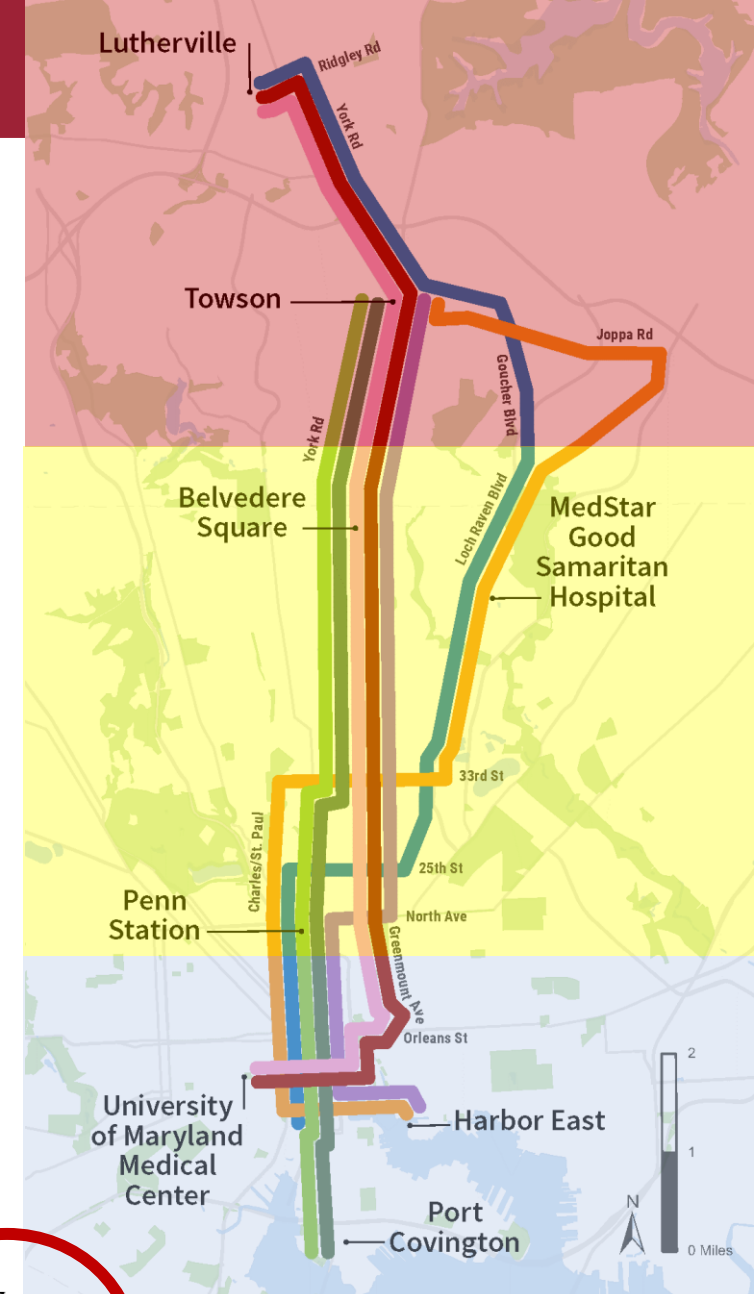 Lutherville
Ridgley Rd
York Rd
Towson
Joppa Rd
Goucher Blvd
York Rd
Belvedere
Square
Loch Raven Blvd
MedStar
Good
Samaritan
Hospital
33rd St
Charles/St. Paul
25th St
Penn
Station
North Ave
Greenmount Ave
Orleans St
2
University
of Maryland
Medical
Center
Harbor East
1
N
Port
Covington
0 Miles